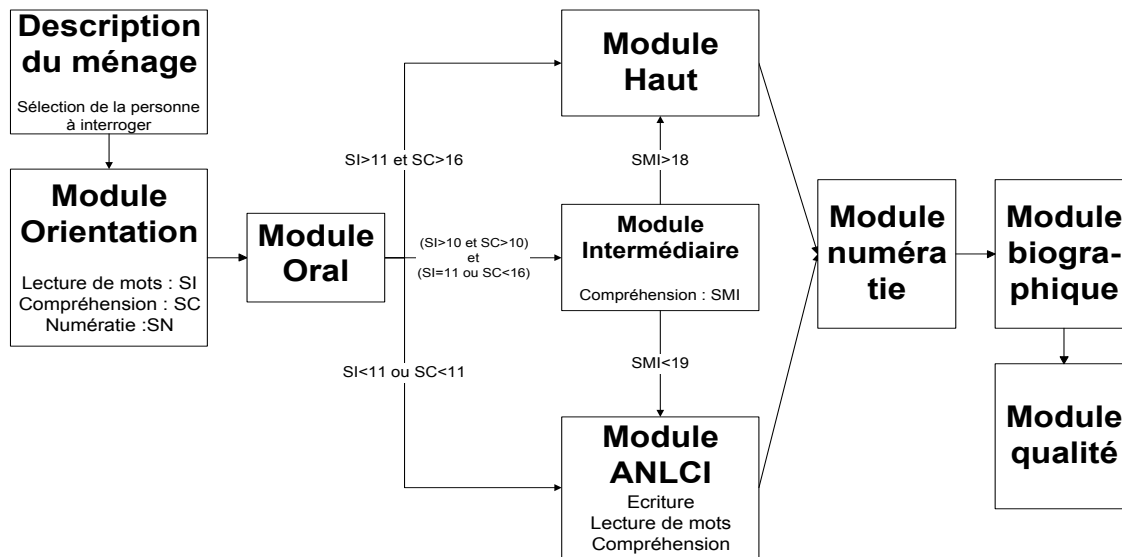 Description
du ménage
Sélection de la personne
à interroger
Module
Orientation
Lecture de mots : SI
Compréhension : SC
Numératie :SN
Module
Oral
SI>11 et SC>16
(SI>10 et SC>10)
et
(SI=11 ou SC<16)
SI<11 ou SC<11
Module
Haut
SMI>18
Module
Intermédiaire
Compréhension : SMI
SMI<19
Module
ANLCI
Ecriture
Lecture de mots
Compréhension
Module
numéra
tie
Module
biogra-
phique
Module
qualité